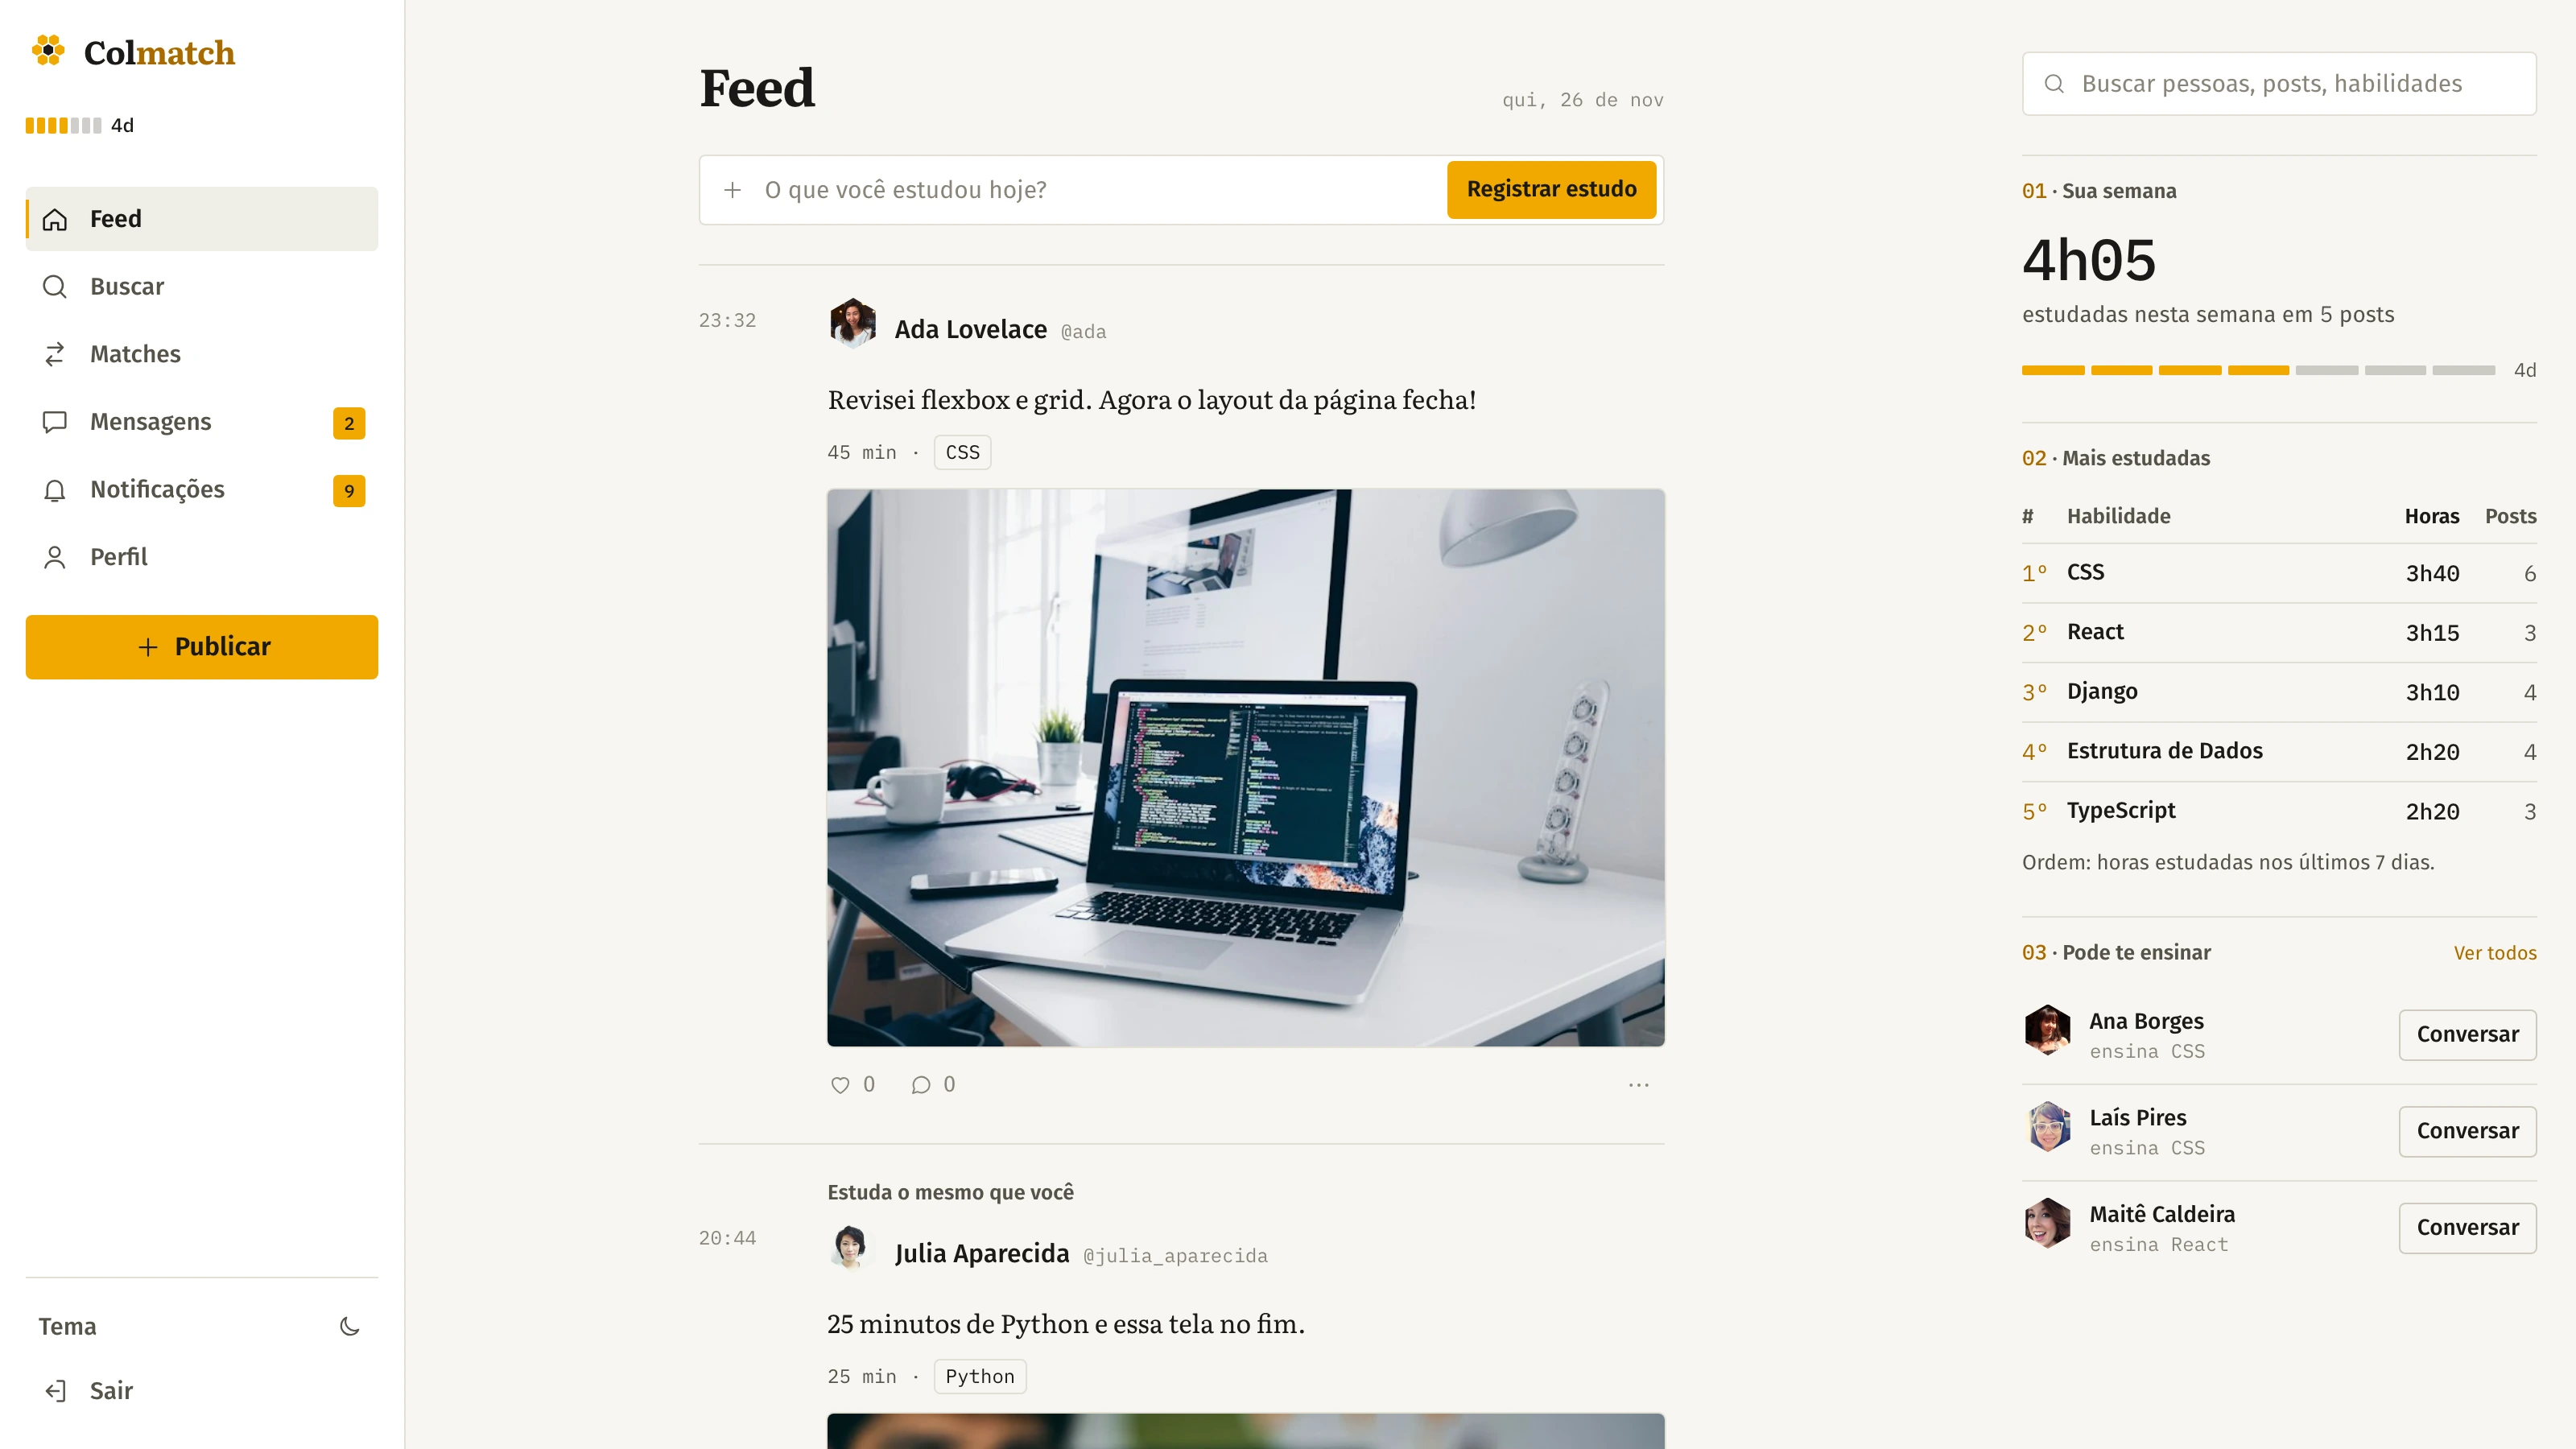 Colmatch
4d
Feed
Buscar
Matches
Mensagens 2
Notificações 9
Perfil
Publicar
Tema
Sair
Feed
qui, 26 de nov
O que você estudou hoje?
Registrar estudo
23:32
Ada Lovelace @ada
Revisei flexbox e grid. Agora o layout da página fecha!
45 min · CSS
0 0
Estuda o mesmo que você
20:44
Julia Aparecida @julia_aparecida
25 minutos de Python e essa tela no fim.
25 min · Python
Buscar pessoas, posts, habilidades
01 · Sua semana
4h05
estudadas nesta semana em 5 posts
4d
02 · Mais estudadas
# Habilidade Horas Posts
1º CSS 3h40 6
2º React 3h15 3
3º Django 3h10 4
4º Estrutura de Dados 2h20 4
5º TypeScript 2h20 3
Ordem: horas estudadas nos últimos 7 dias.
03 · Pode te ensinar Ver todos
Ana Borges
ensina CSS
Conversar
Laís Pires
ensina CSS
Conversar
Maitê Caldeira
ensina React
Conversar